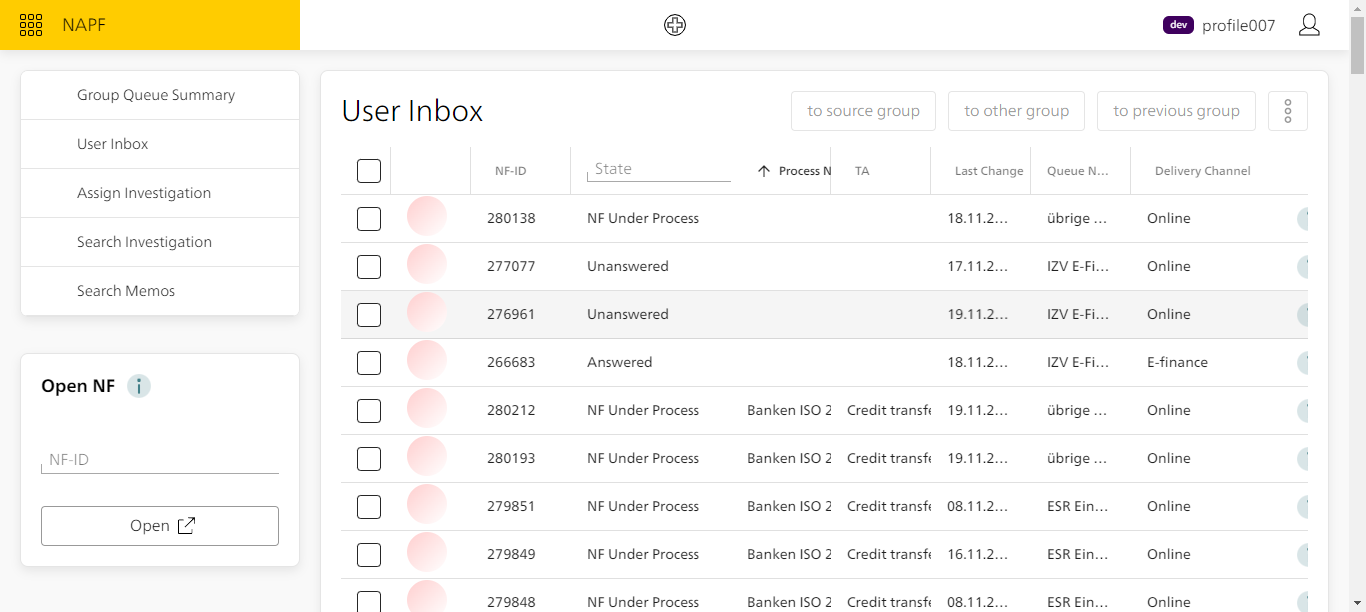 NAPF
dev profile007
Group Queue Summary
User Inbox
Assign Investigation
Search Investigation
Search Memos
Open NF i
NF-ID
Open
User Inbox
to source group to other group to previous group
NF-ID State Process N TA Last Change Queue N... Delivery Channel
280138 NF Under Process 18.11.2... übrige ... Online
277077 Unanswered 17.11.2... IZV E-Fi... Online
276961 Unanswered 19.11.2... IZV E-Fi... Online
266683 Answered 18.11.2... IZV E-Fi... E-finance
280212 NF Under Process Banken ISO 2 Credit transfe 19.11.2... übrige ... Online
280193 NF Under Process Banken ISO 2 Credit transfe 19.11.2... übrige ... Online
279851 NF Under Process Banken ISO 2 Credit transfe 08.11.2... ESR Ein... Online
279849 NF Under Process Banken ISO 2 Credit transfe 16.11.2... ESR Ein... Online
279848 NF Under Process Banken ISO 2 Credit transfe 08.11.2... ESR Ein... Online